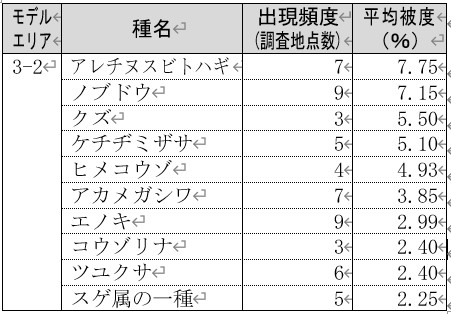 モデルエリア 種名 出現頻度(調査地点数) 平均被度(%)
3-2 アレチヌスビトハギ 7 7.75
ノブドウ 9 7.15
クズ 3 5.50
ケチヂミザサ 5 5.10
ヒメコウゾ 4 4.93
アカメガシワ 7 3.85
エノキ 9 2.99
コウゾリナ 3 2.40
ツユクサ 6 2.40
スゲ属の一種 5 2.25